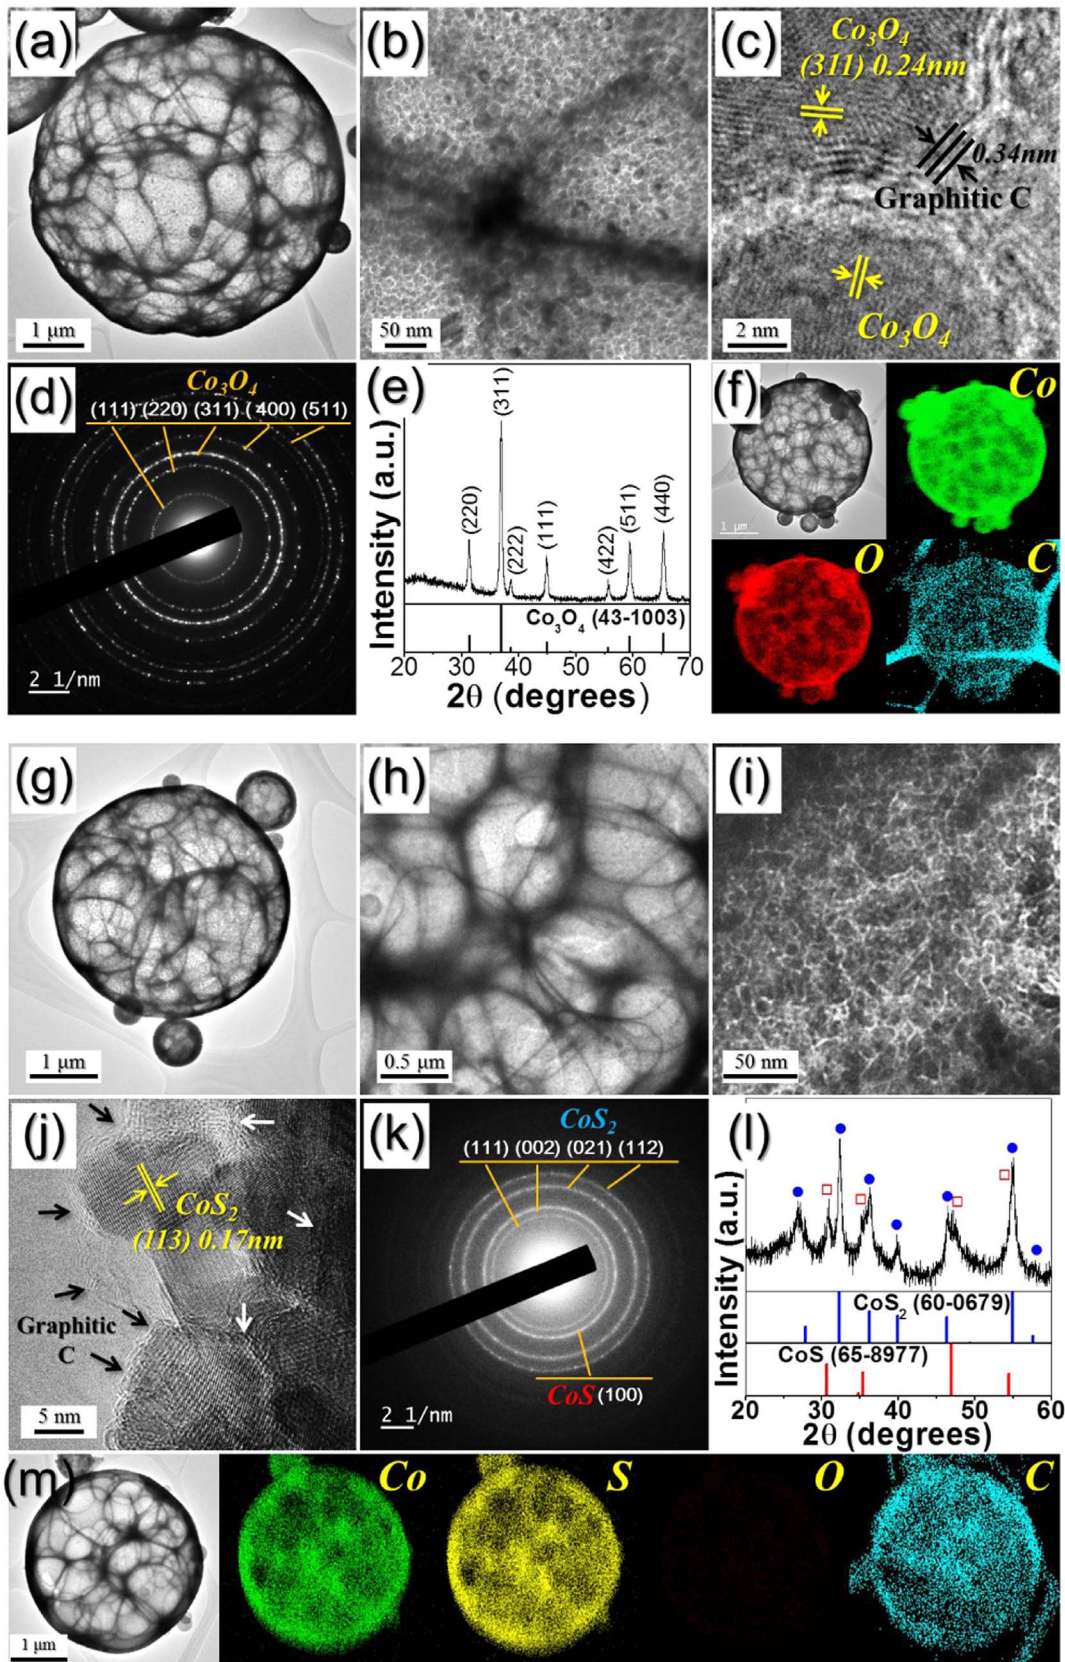 (a)
1 μm
(b)
50 nm
(c)
Co₃O₄
(311) 0.24nm
0.34nm
Graphitic C
Co₃O₄
2 nm
(d)
Co₃O₄
(111) (220) (311) (400) (511)
2 1/nm
(e)
Intensity (a.u.)
(220)
(311)
(222)
(111)
(422)
(511)
(440)
Co₃O₄ (43-1003)
20 30 40 50 60 70
2θ (degrees)
(f)
1 μm
Co
O
C
(g)
1 μm
(h)
0.5 μm
(i)
50 nm
(j)
CoS₂
(113) 0.17nm
Graphitic
C
5 nm
(k)
CoS₂
(111) (002) (021) (112)
CoS (100)
2 1/nm
(l)
Intensity (a.u.)
CoS₂ (60-0679)
CoS (65-8977)
20 30 40 50 60
2θ (degrees)
(m)
1 μm
Co
S
O
C